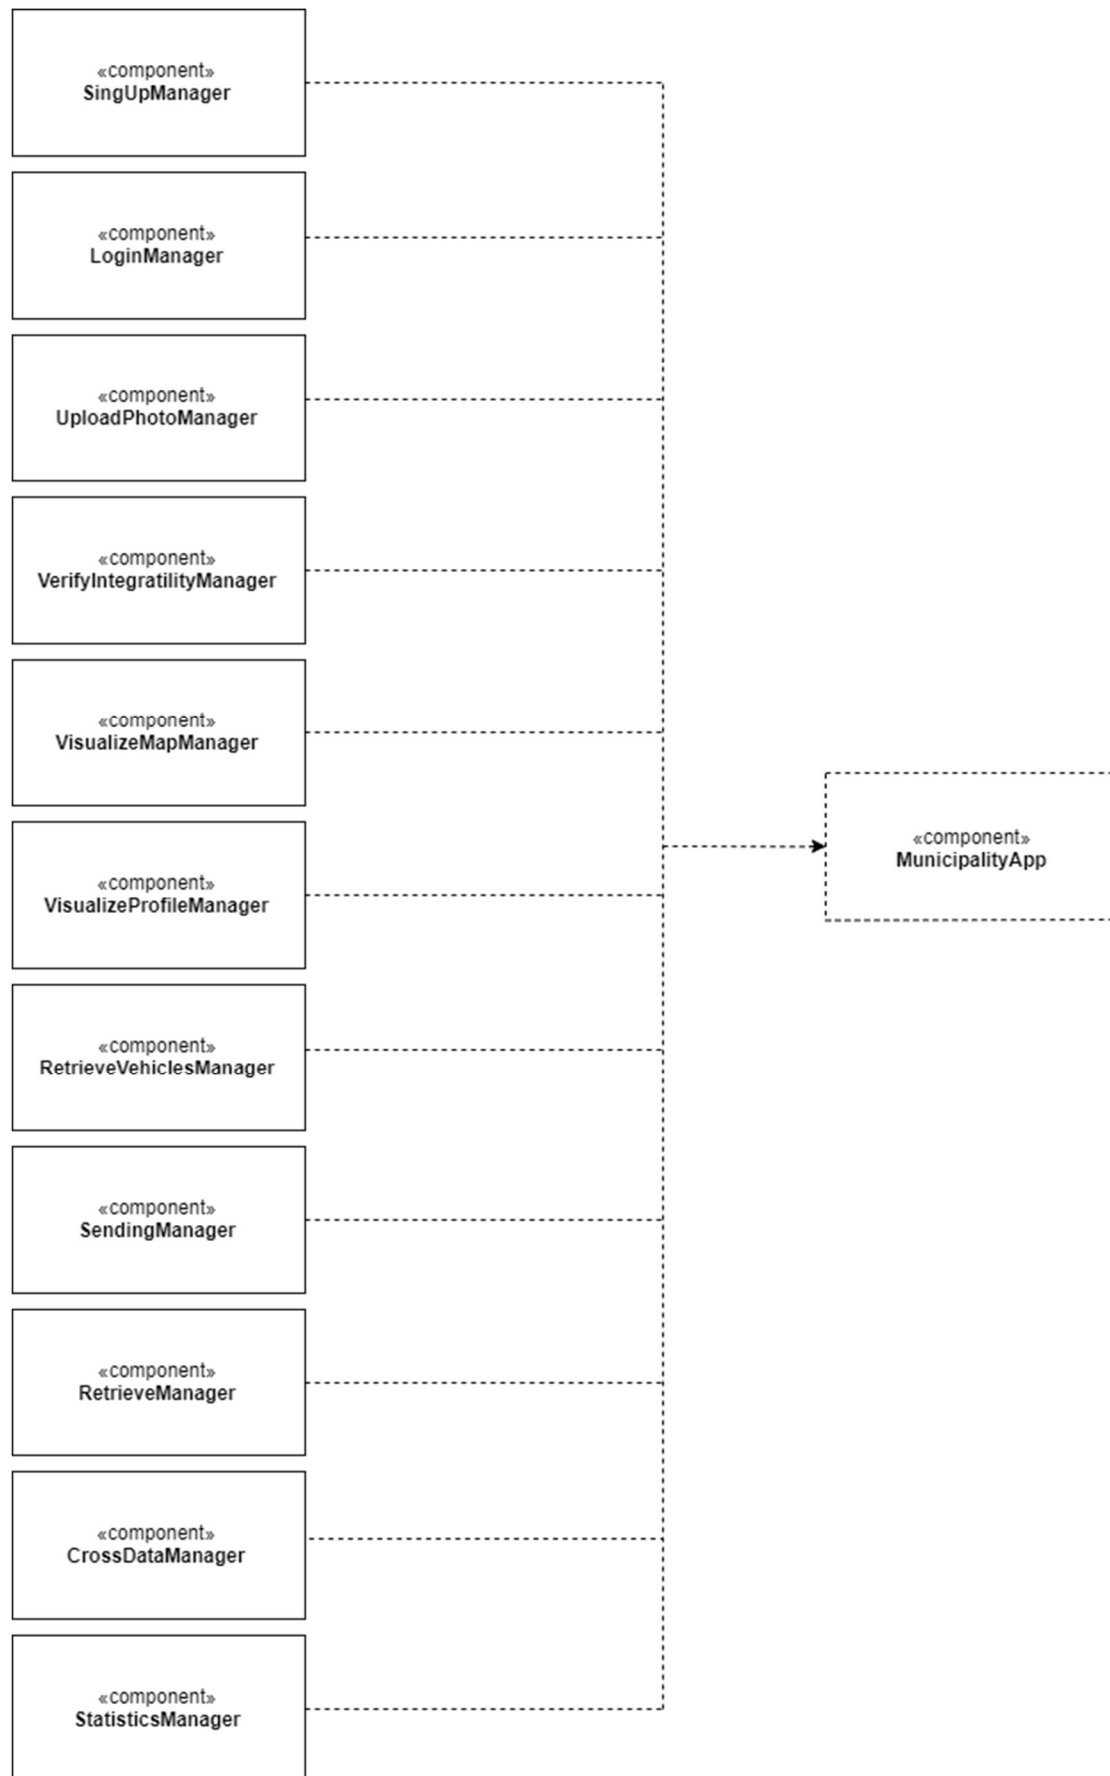 «component»
SingUpManager
«component»
LoginManager
«component»
UploadPhotoManager
«component»
VerifyIntegratilityManager
«component»
VisualizeMapManager
«component»
MunicipalityApp
«component»
VisualizeProfileManager
«component»
RetrieveVehiclesManager
«component»
SendingManager
«component»
RetrieveManager
«component»
CrossDataManager
«component»
StatisticsManager